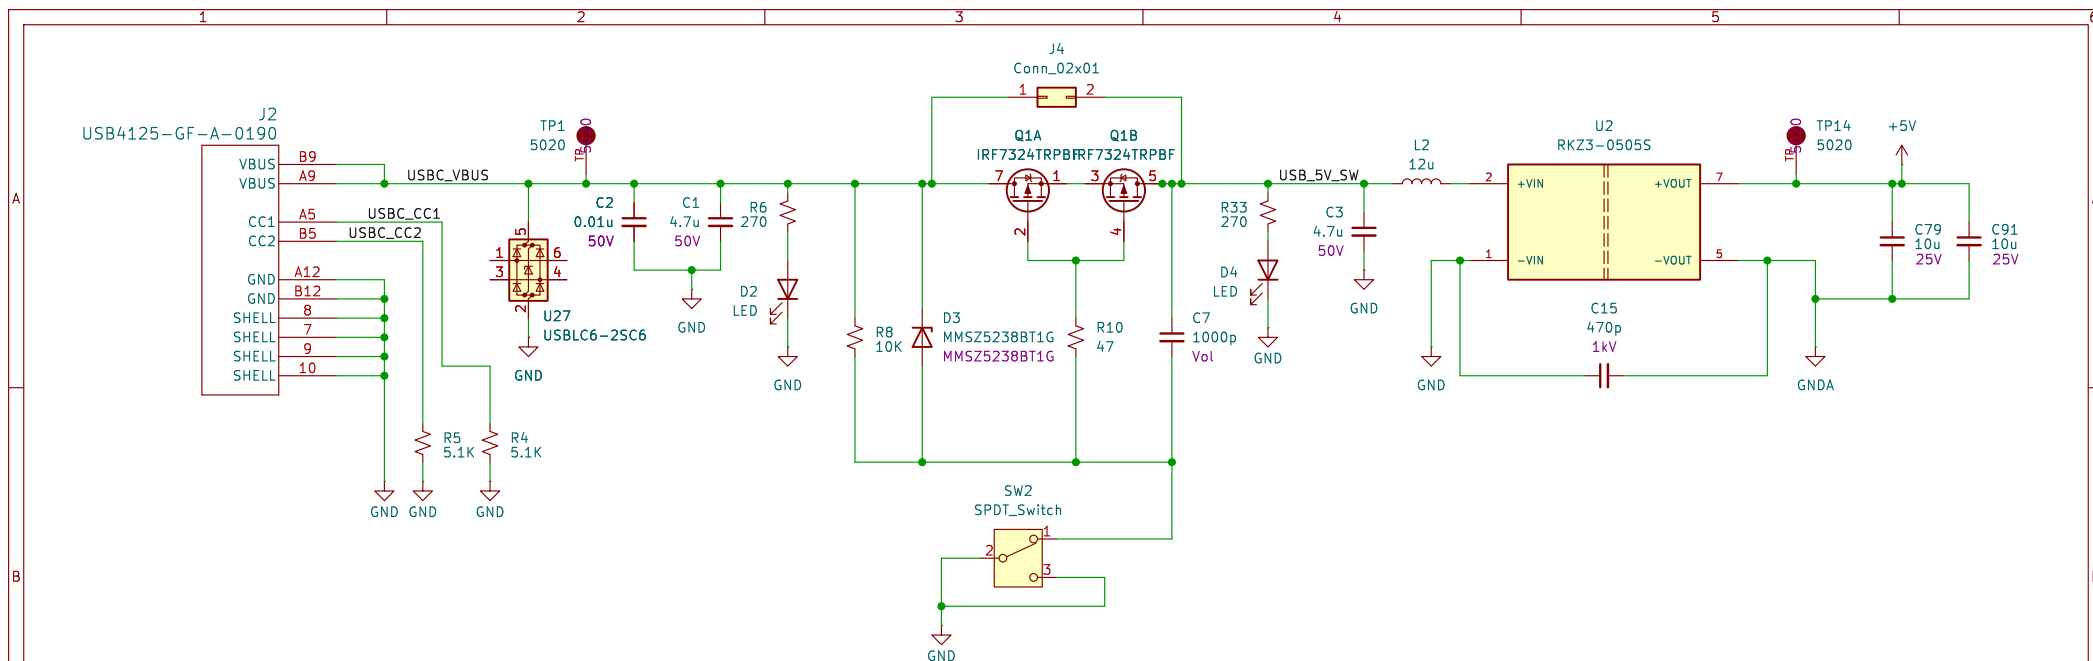 1 2 3 4 5 6
A
B
J2
USB4125-GF-A-0190
VBUS B9
VBUS A9
CC1 A5
CC2 B5
GND A12
GND B12
SHELL 8
SHELL 7
SHELL 9
SHELL 10
USBC_VBUS
USBC_CC1
USBC_CC2
R5
5.1K
R4
5.1K
GND GND GND
TP1
5020
5020
TP
5
1 6
3 4
2
U27
USBLC6-2SC6
GND
C2
0.01u
50V
C1
4.7u
50V
GND
R6
270
D2
LED
GND
R8
10K
D3
MMSZ5238BT1G
MMSZ5238BT1G
J4
Conn_02x01
1 2
Q1A
IRF7324TRPBF
7 1
2
Q1B
IRF7324TRPBF
3 5
4
R10
47
C7
1000p
Vol
SW2
SPDT_Switch
1
2
3
GND
USB_5V_SW
R33
270
D4
LED
GND
C3
4.7u
50V
GND
L2
12u
U2
RKZ3-0505S
2 +VIN +VOUT 7
1 -VIN -VOUT 5
C15
470p
1kV
GND
GNDA
TP14
5020
5020
TP
+5V
C79
10u
25V
C91
10u
25V